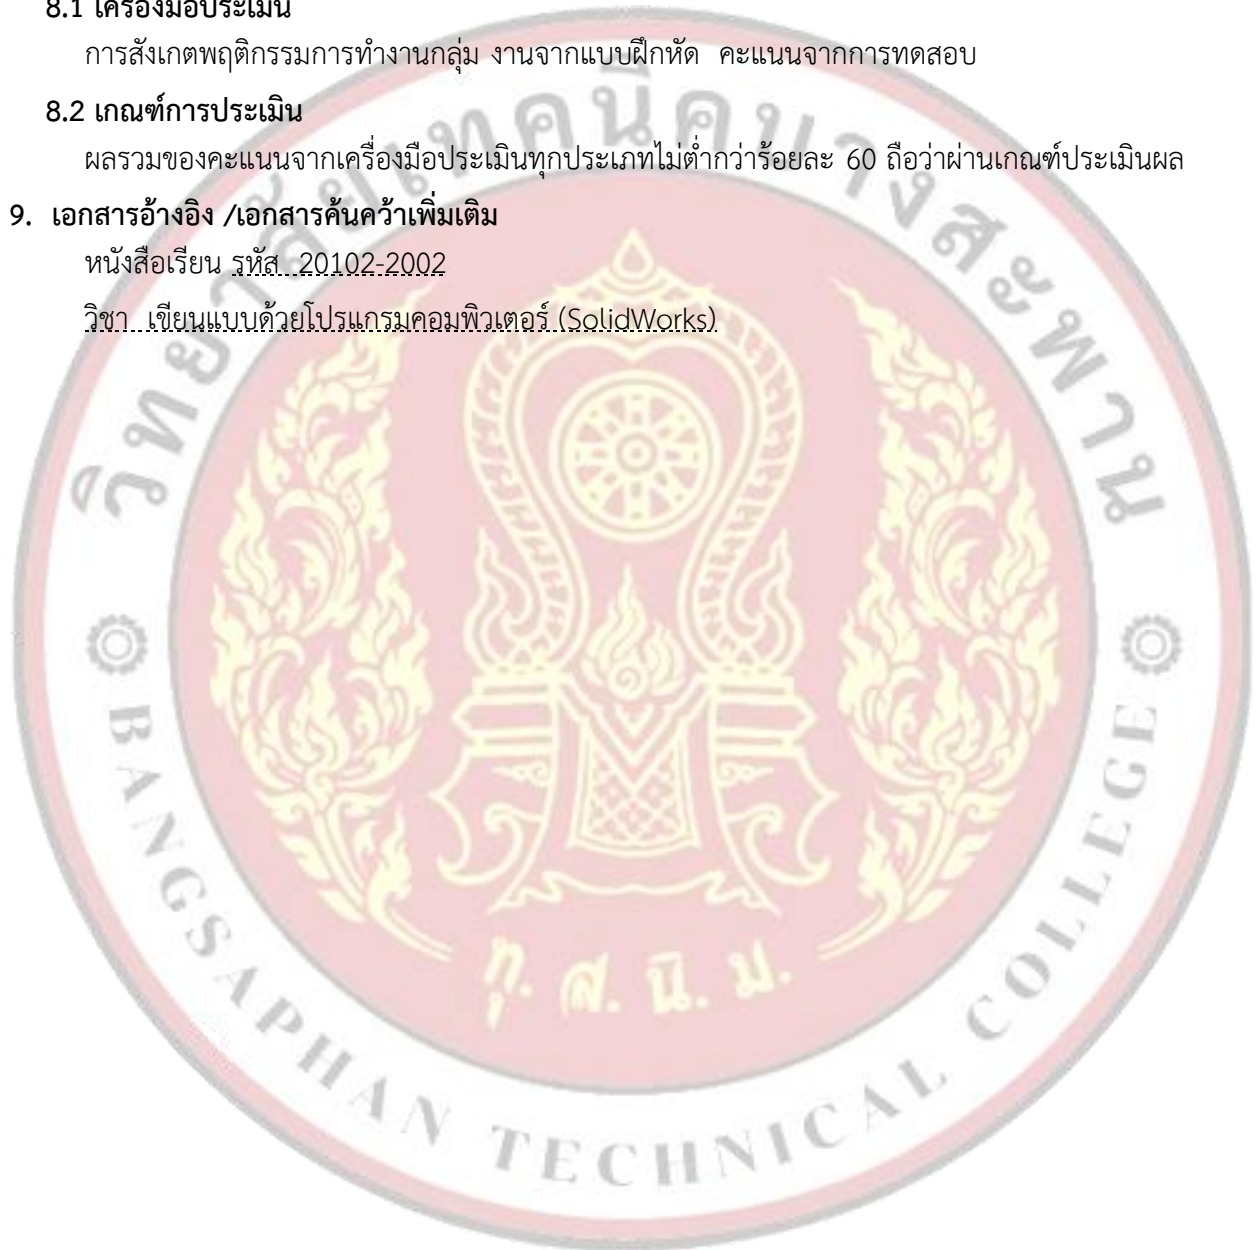 8.1 เครื่องมือประเมิน
การสังเกตพฤติกรรมการทำงานกลุ่ม งานจากแบบฝึกหัด คะแนนจากการทดสอบ
8.2 เกณฑ์การประเมิน
ผลรวมของคะแนนจากเครื่องมือประเมินทุกประเภทไม่ต่ำกว่าร้อยละ 60 ถือว่าผ่านเกณฑ์ประเมินผล
9. เอกสารอ้างอิง /เอกสารค้นคว้าเพิ่มเติม
หนังสือเรียน รหัส 20102-2002
วิชา เขียนแบบด้วยโปรแกรมคอมพิวเตอร์ (SolidWorks)
วิทยาลัยเทคนิคบางสะพาน
ทุ. ส. นิ. ม.
BANGSAPHAN TECHNICAL COLLEGE